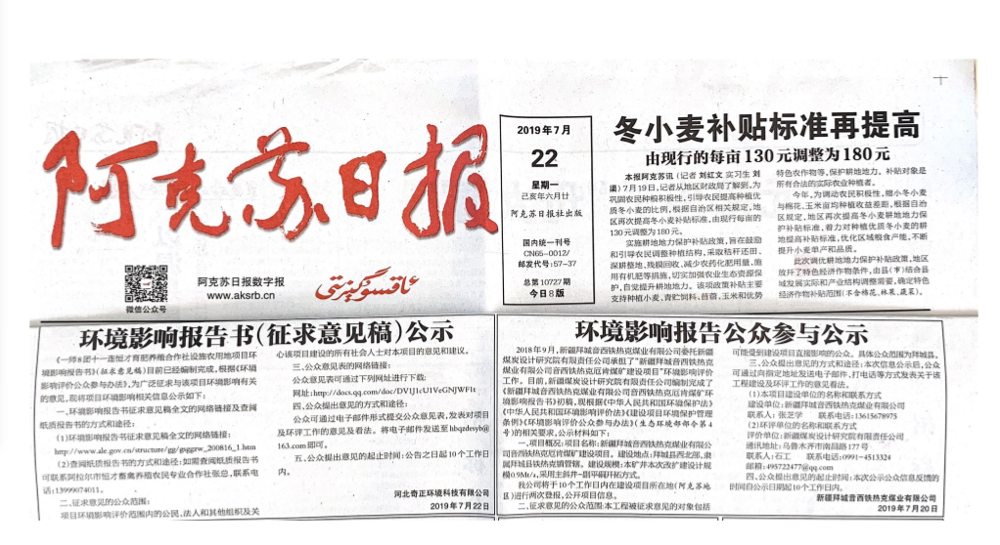 阿克苏日报
微信公众号
阿克苏日报数字报
www.aksrb.cn
ئاقسۇگېزىتى
2019年7月
22
星期一
己亥年六月廿
阿克苏日报社出版
国内统一刊号
CN65-0012/
邮发代号:57-37
总第10727期
今日8版
冬小麦补贴标准再提高
由现行的每亩130元调整为180元
本报阿克苏讯(记者 刘红文 实习生 刘
渠)7月19日,记者从地区财政局了解到,为
巩固农民种粮积极性,引导农民提高种植优
质冬小麦的比例,根据自治区相关规定,地
区再次提高冬小麦补贴标准,由现行每亩的
130元调整为180元。
实施耕地地力保护补贴政策,旨在鼓励
和引导农民调整种植结构,采取秸秆还田、
深耕整地、残膜回收、减少农药化肥用量、施
用有机肥等措施,切实加强农业生态资源保
护,自觉提升耕地地力。该项政策补贴主要
支持种植小麦,青贮饲料、苜蓿、玉米和优势
特色农作物等,保护耕地地力。补贴对象是
所有合法的实际农业种植者。
今年,为调动农民积极性,缩小冬小麦
与棉花、玉米亩均种植收益差距,根据自治
区规定,地区再次提高冬小麦耕地地力保
护补贴标准,着力对种植优质冬小麦的耕
地提高补贴标准,优化区域粮食产能,不断
提升小麦单产和品质。
此次调优耕地地力保护补贴政策,地区
放开了特色经济作物条件,由县(市)结合县
域发展实际和产业结构调整需要,确定特色
经济作物补贴范围(不含棉花、林果、蔬菜)。
环境影响报告书(征求意见稿)公示
《一师8团十一连恒才育肥养殖合作社设施农用地项目环
境影响报告书》(征求意见稿)目前已经编制完成,根据《环境
影响评价公众参与办法》,为广泛征求与该项目环境影响有关
的意见,现将项目环境影响相关信息公示如下:
一、环境影响报告书征求意见稿全文的网络链接及查阅
纸质报告书的方式和途径:
(1)环境影响报告书征求意见稿全文的网络链接:
http://www.ale.gov.cn/structure/gg/gsggzw_200816_1.htm
(2)查阅纸质报告书的方式和途径:如需查阅纸质报告书
可联系阿拉尔市恒才畜禽养殖农民专业合作社张总,联系电
话:13999074011。
二、征求意见的公众范围:
项目环境影响评价范围内的公民、法人和其他组织及关
心该项目建设的所有社会人士对本项目的意见和建议。
三、公众意见表的网络链接:
公众意见表可通过下列网址进行下载:
网址:http://docs.qq.com/doc/DVUJ1cU1VeGNJWFlt
四、公众提出意见的方式和途径:
公众可通过电子邮件形式提交公众意见表,发表对项目
及环评工作的意见及看法。将电子邮件发送至hbqzdesyb@
163.com即可。
五、公众提出意见的起止时间:公告之日起10个工作日
内。
河北奇正环境科技有限公司
2019年7月22日
环境影响报告公众参与公示
2018年9月,新疆拜城音西铁热克煤业有限公司委托新疆
煤炭设计研究院有限责任公司承担了“新疆拜城音西铁热克煤
业有限公司音西铁热克厄肯煤矿建设项目”环境影响评价
工作。目前,新疆煤炭设计研究院有限责任公司编制完成了
《新疆拜城音西铁热克煤业有限公司音西铁热克厄肯煤矿环
境影响报告书》初稿,现根据《中华人民共和国环境保护法》
《中华人民共和国环境影响评价法》《建设项目环境保护管理
条例》《环境影响评价公众参与办法》(生态环境部部令第4
号)的相关要求,公示材料如下:
一、项目概况:项目名称:新疆拜城音西铁热克煤业有限公
司音西铁热克厄肯煤矿建设项目。建设地点:拜城县西北部,隶
属拜城县铁热克镇管辖。建设规模:本矿井本次改扩建设计规
模0.9Mt/a,采用主斜井-副平硐开拓方式。
我公司将于10个工作日内在建设项目所在地(阿克苏地
区)进行两次登报,公开项目信息。
二、征求意见的公众范围:本工程被征求意见的对象包括
可能受到建设项目直接影响的公众。具体公众范围为拜城县。
三、公众提出意见的方式和途径:本次信息公示后,公众
可通过向指定地址发送电子邮件、打电话等方式发表关于该
工程建设及环评工作的意见看法。
(1)本项目建设单位的名称和联系方式
建设单位:新疆拜城音西铁热克煤业有限公司
联系人:张芝学 联系电话:13615678975
(2)环评单位的名称和联系方式
评价单位:新疆煤炭设计研究院有限责任公司
通讯地址:乌鲁木齐市南昌路177号
联系人:石工 联系电话:0991-4513324
邮箱:495722477@qq.com
四、公众提出意见的起止时间:本次公示公众信息反馈的
时间自公示日期起10个工作日内。
新疆拜城音西铁热克煤业有限公司
2019年7月20日